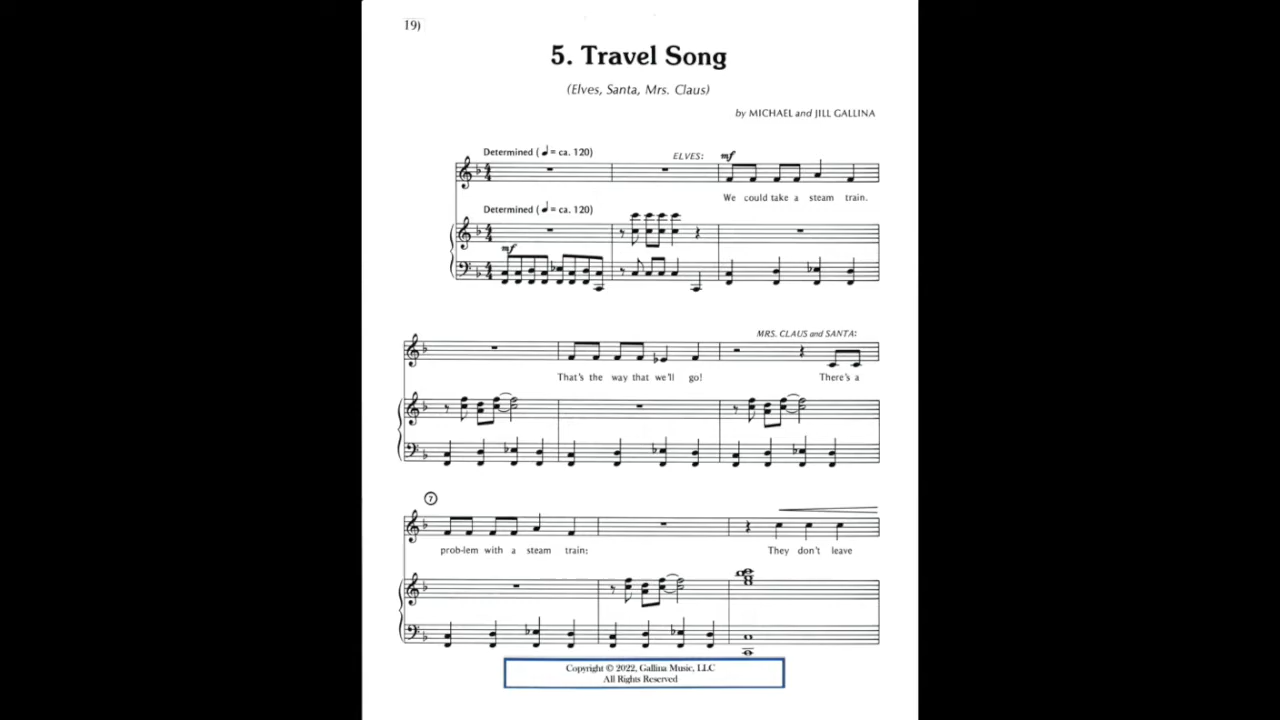 19)
5. Travel Song
(Elves, Santa, Mrs. Claus)
by MICHAEL and JILL GALLINA
Determined ( ♩ = ca. 120)
ELVES: mf
We could take a steam train.
Determined ( ♩ = ca. 120)
mf
MRS. CLAUS and SANTA:
That's the way that we'll go! There's a
7
prob-lem with a steam train: They don't leave
Copyright © 2022, Gallina Music, LLC
All Rights Reserved